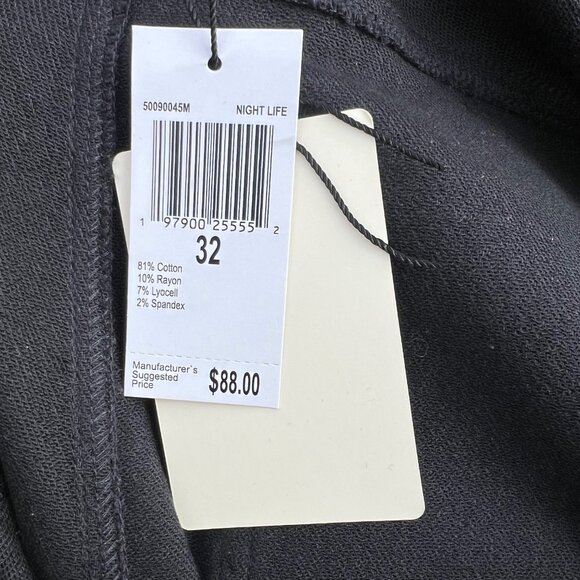 50090045M NIGHT LIFE
1 97900 25555 2
32
81% Cotton
10% Rayon
7% Lyocell
2% Spandex
Manufacturer`s
Suggested
Price $88.00